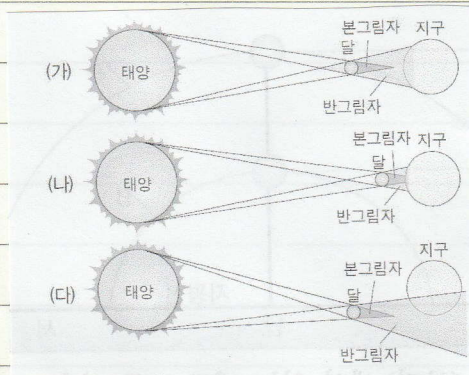 본그림자 지구
달
(가) 태양
반그림자
본그림자 지구
달
(나) 태양
반그림자
지구
본그림자
달
(다) 태양
반그림자